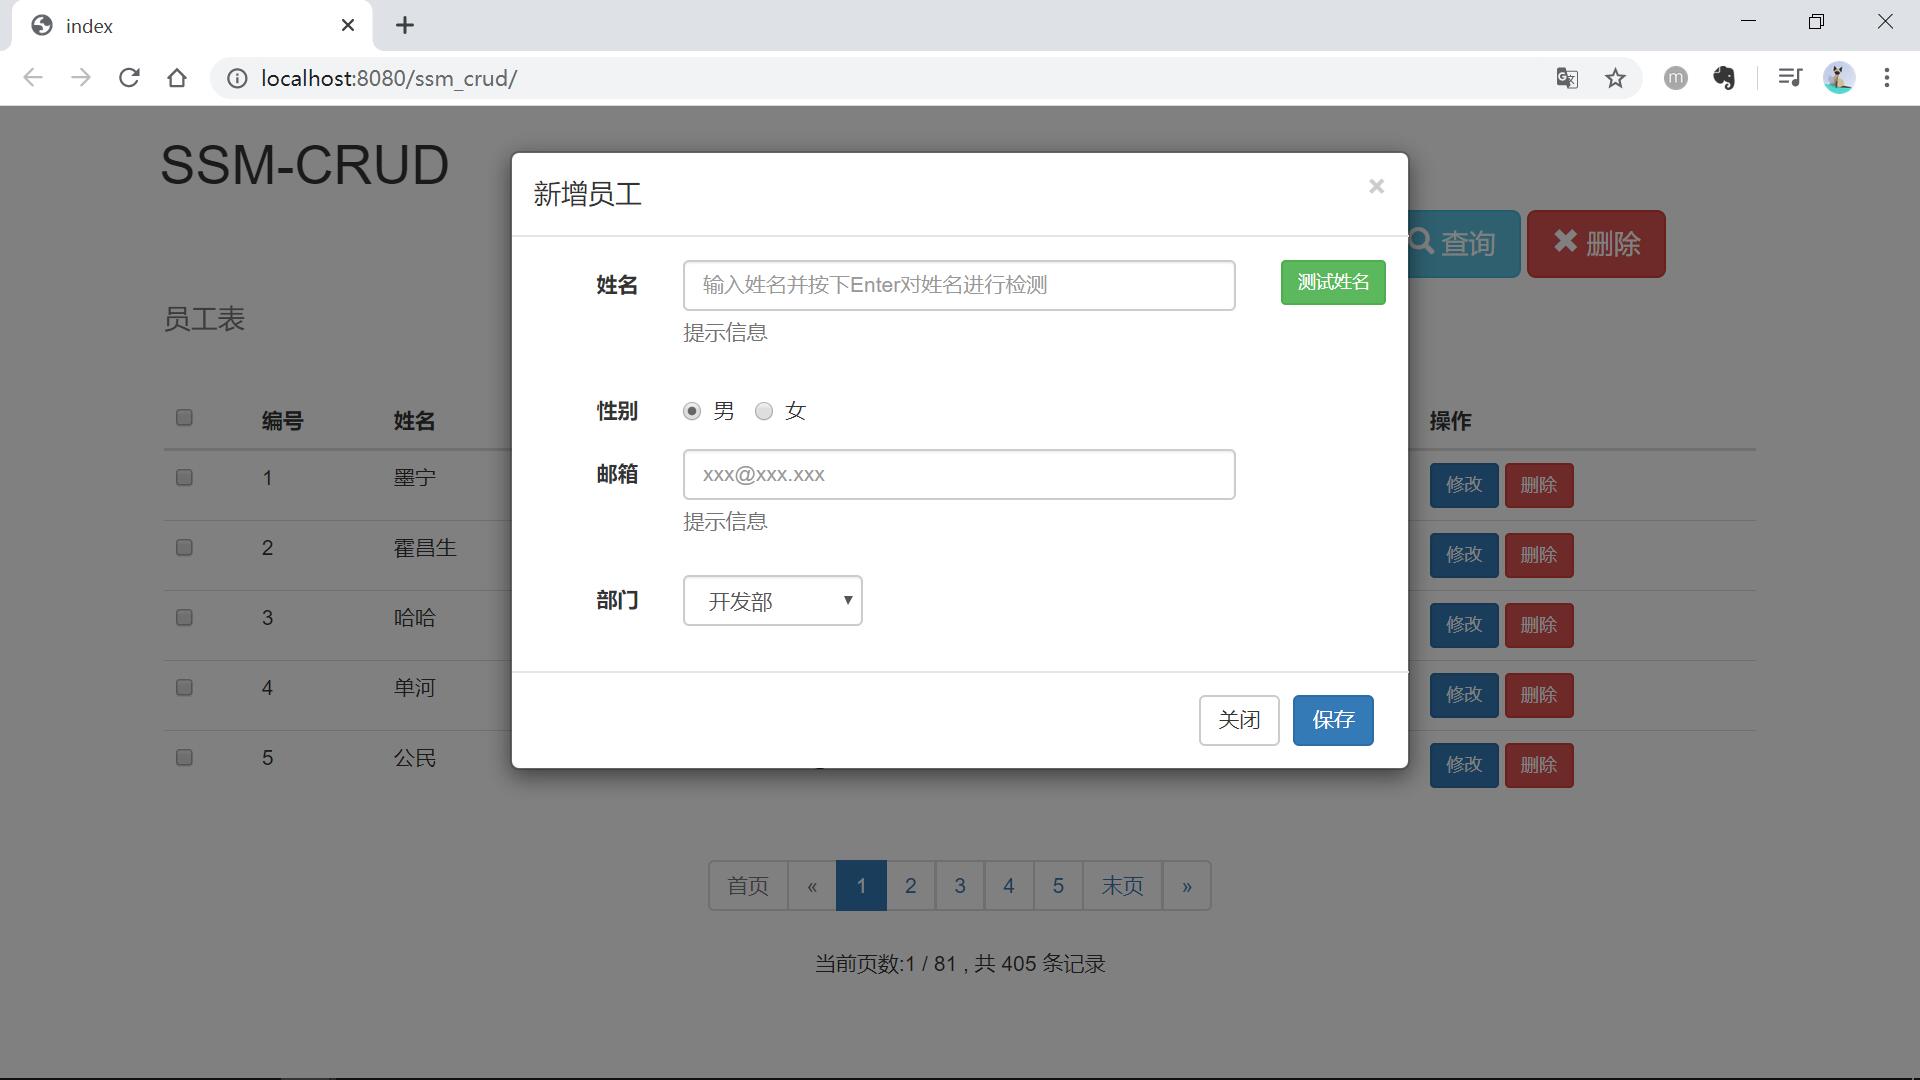 index
localhost:8080/ssm_crud/
SSM-CRUD
新增员工 ×
查询 删除
姓名 输入姓名并按下Enter对姓名进行检测 测试姓名
提示信息
员工表
性别 男 女
编号 姓名 操作
邮箱 xxx@xxx.xxx
提示信息
1 墨宁 修改 删除
2 霍昌生 修改 删除
部门 开发部
3 哈哈 修改 删除
4 单河 修改 删除
关闭 保存
5 公民 修改 删除
首页 « 1 2 3 4 5 末页 »
当前页数:1 / 81 , 共 405 条记录